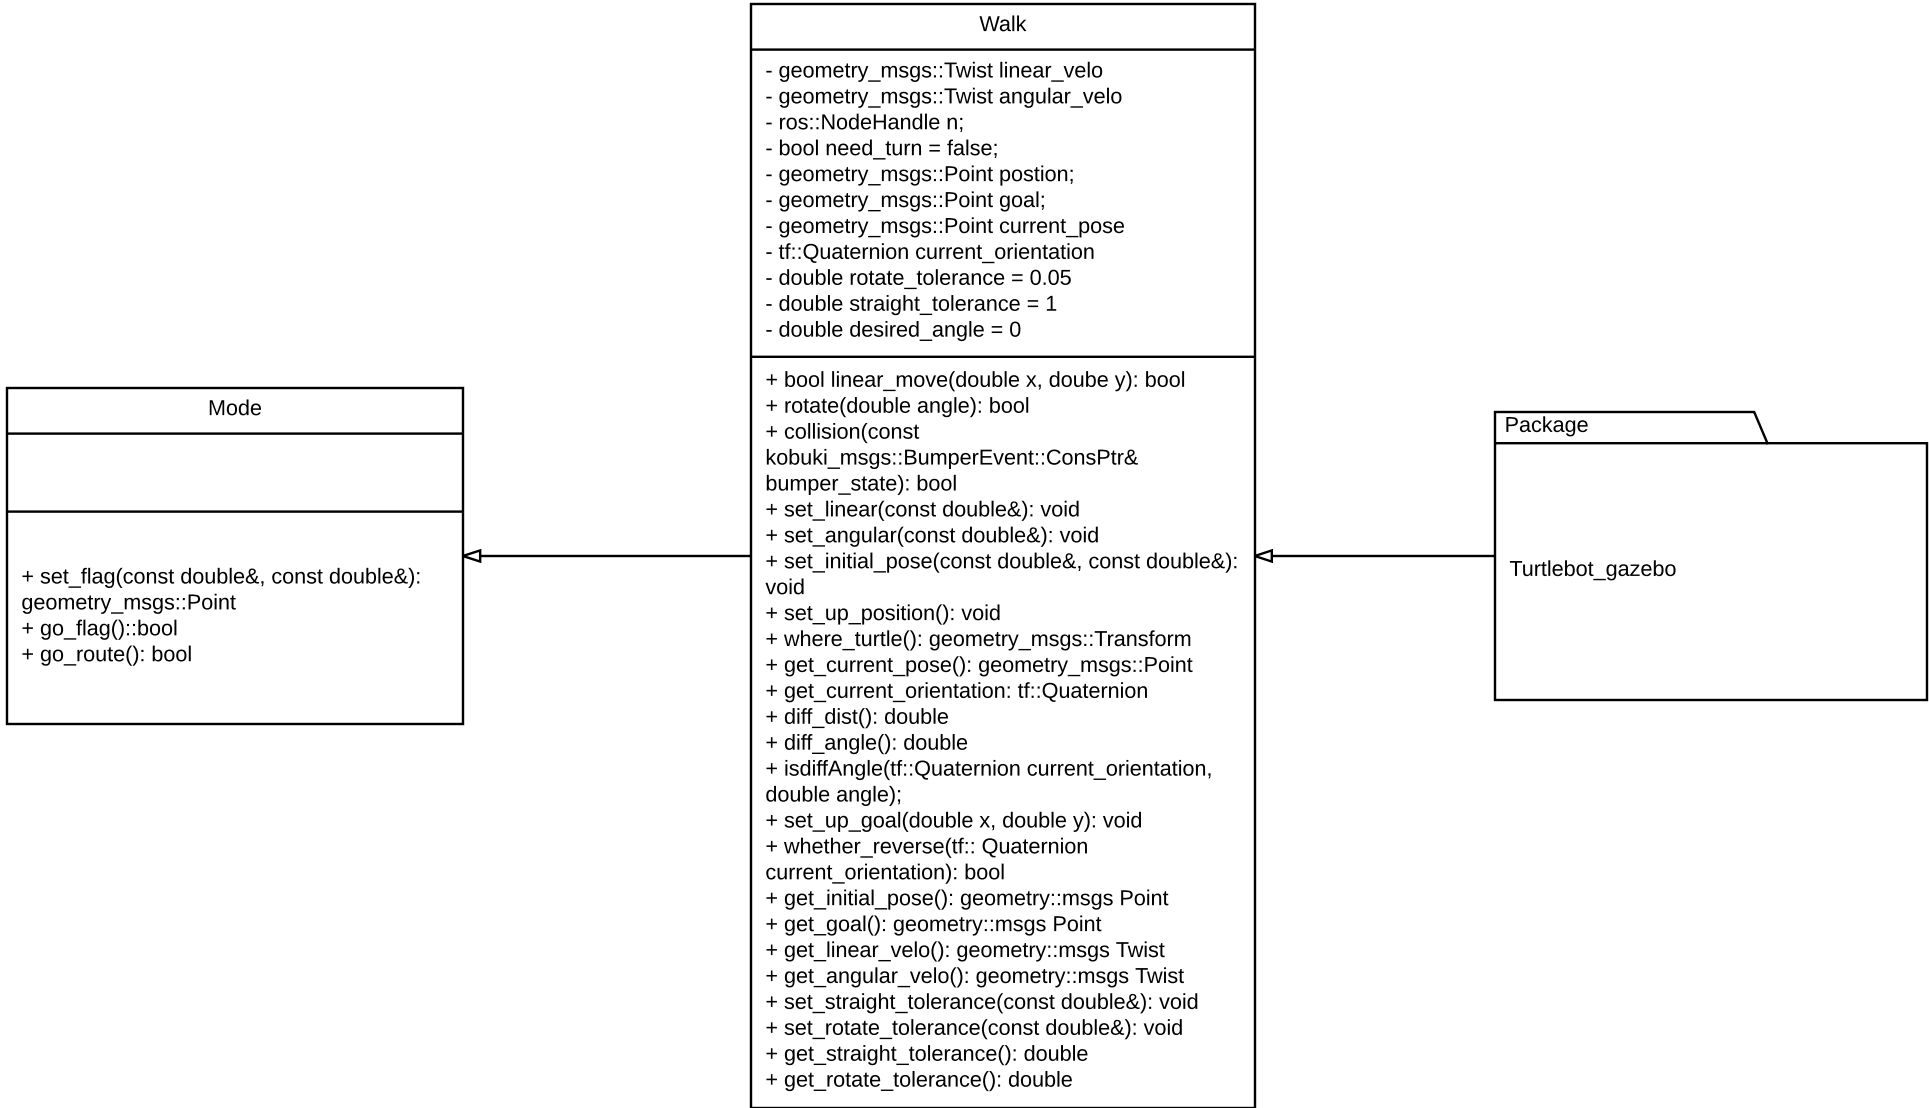 Walk
- geometry_msgs::Twist linear_velo
- geometry_msgs::Twist angular_velo
- ros::NodeHandle n;
- bool need_turn = false;
- geometry_msgs::Point postion;
- geometry_msgs::Point goal;
- geometry_msgs::Point current_pose
- tf::Quaternion current_orientation
- double rotate_tolerance = 0.05
- double straight_tolerance = 1
- double desired_angle = 0
+ bool linear_move(double x, doube y): bool
+ rotate(double angle): bool
+ collision(const
kobuki_msgs::BumperEvent::ConsPtr&
bumper_state): bool
+ set_linear(const double&): void
+ set_angular(const double&): void
+ set_initial_pose(const double&, const double&):
void
+ set_up_position(): void
+ where_turtle(): geometry_msgs::Transform
+ get_current_pose(): geometry_msgs::Point
+ get_current_orientation: tf::Quaternion
+ diff_dist(): double
+ diff_angle(): double
+ isdiffAngle(tf::Quaternion current_orientation,
double angle);
+ set_up_goal(double x, double y): void
+ whether_reverse(tf:: Quaternion
current_orientation): bool
+ get_initial_pose(): geometry::msgs Point
+ get_goal(): geometry::msgs Point
+ get_linear_velo(): geometry::msgs Twist
+ get_angular_velo(): geometry::msgs Twist
+ set_straight_tolerance(const double&): void
+ set_rotate_tolerance(const double&): void
+ get_straight_tolerance(): double
+ get_rotate_tolerance(): double
Mode
+ set_flag(const double&, const double&):
geometry_msgs::Point
+ go_flag()::bool
+ go_route(): bool
Package
Turtlebot_gazebo